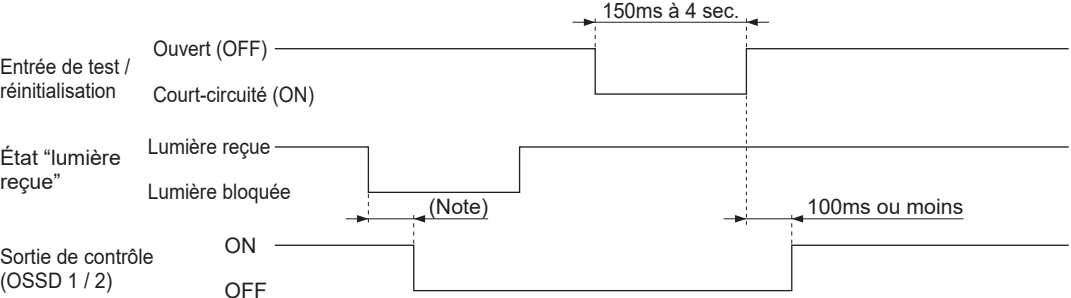 150ms à 4 sec.
Entrée de test /
réinitialisation
Ouvert (OFF)
Court-circuité (ON)
État “lumière
reçue”
Lumière reçue
Lumière bloquée
(Note)
100ms ou moins
Sortie de contrôle
(OSSD 1 / 2)
ON
OFF